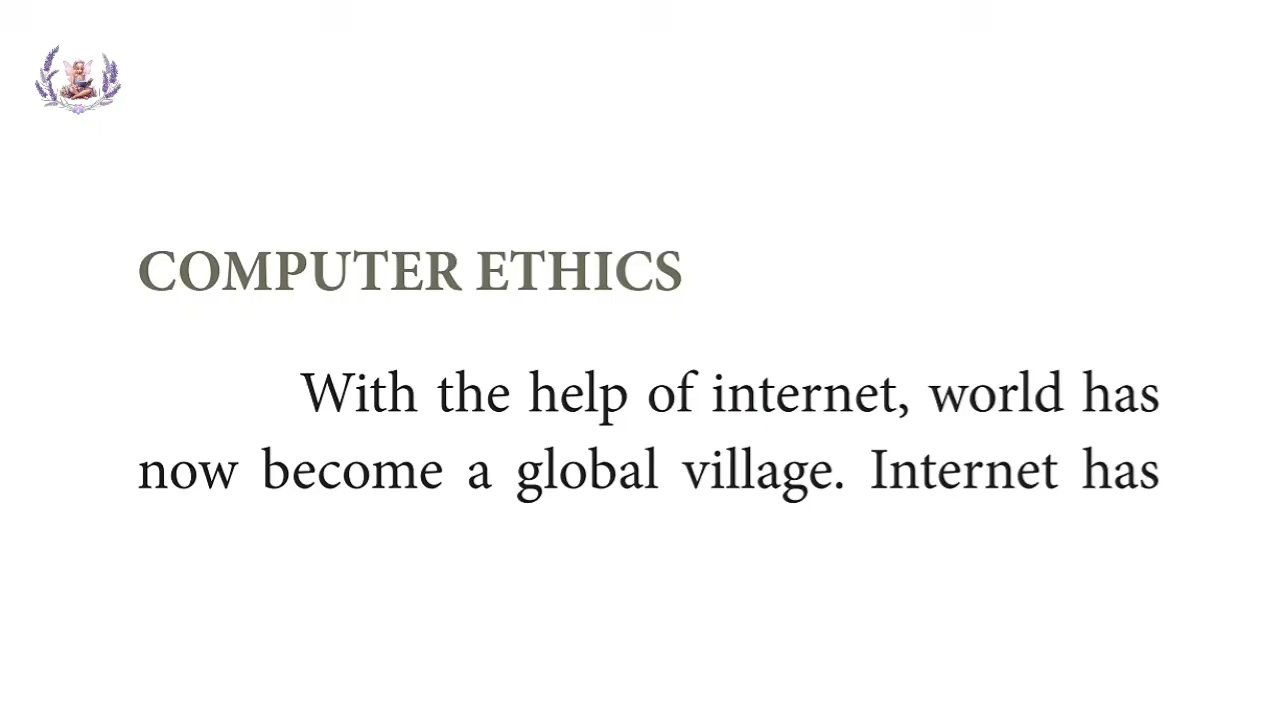 COMPUTER ETHICS
With the help of internet, world has
now become a global village. Internet has